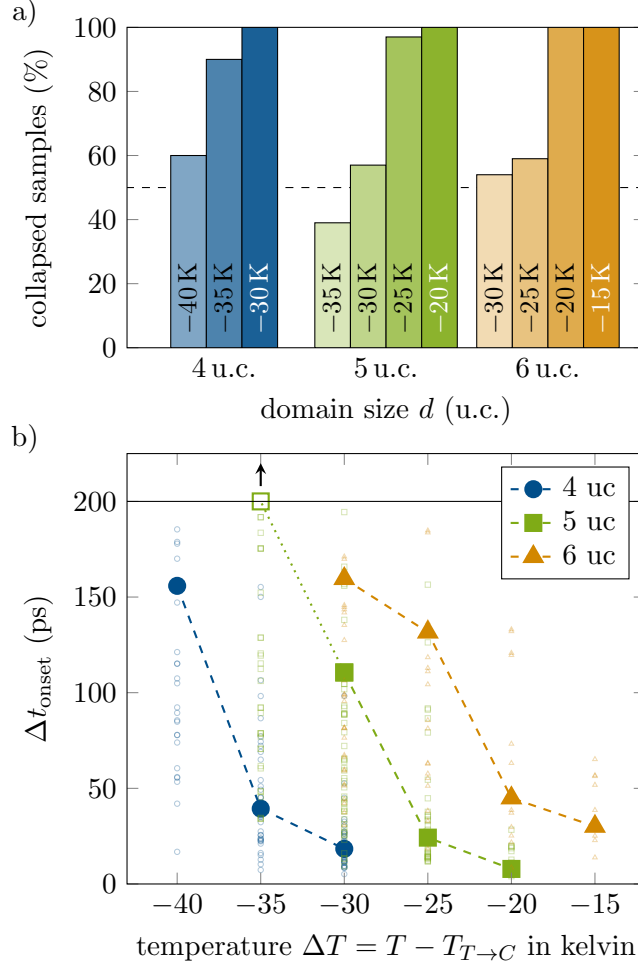 a)
collapsed samples (%)
100
80
60
40
20
0
−40 K
−35 K
−30 K
−35 K
−30 K
−25 K
−20 K
−30 K
−25 K
−20 K
−15 K
4 u.c.
5 u.c.
6 u.c.
domain size d (u.c.)
b)
Δt_onset (ps)
200
150
100
50
0
4 uc
5 uc
6 uc
−40
−35
−30
−25
−20
−15
temperature ΔT = T − T_{T→C} in kelvin